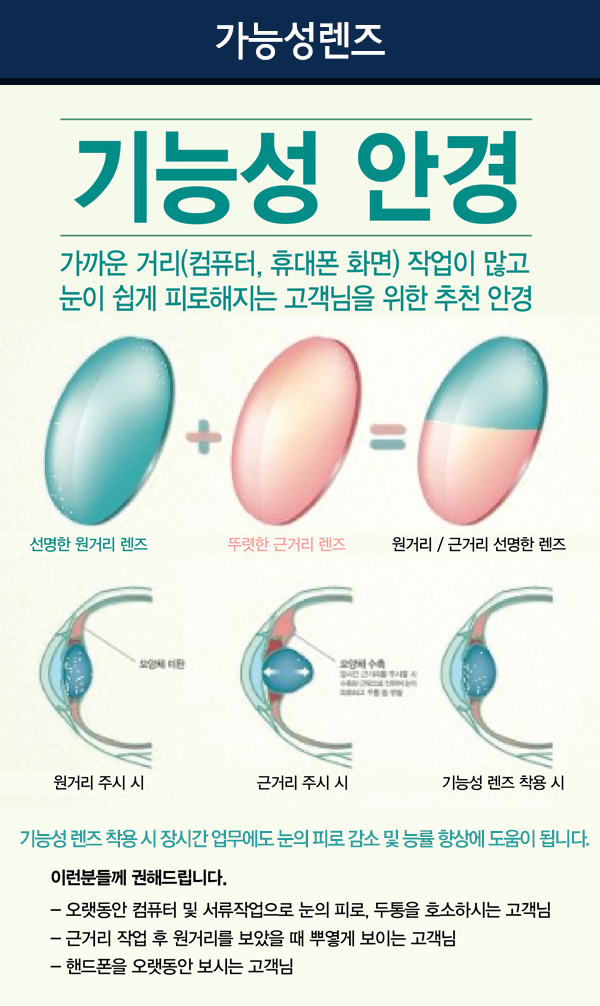 가능성렌즈
기능성 안경
가까운 거리(컴퓨터, 휴대폰 화면) 작업이 많고
눈이 쉽게 피로해지는 고객님을 위한 추천 안경
선명한 원거리 렌즈
뚜렷한 근거리 렌즈
원거리 / 근거리 선명한 렌즈
모양체 이완
모양체 수축
장시간 근거리를 주시할 시
원거리 주시 시
근거리 주시 시
기능성 렌즈 착용 시
기능성 렌즈 착용 시 장시간 업무에도 눈의 피로 감소 및 능률 향상에 도움이 됩니다.
이런분들께 권해드립니다.
– 오랫동안 컴퓨터 및 서류작업으로 눈의 피로, 두통을 호소하시는 고객님
– 근거리 작업 후 원거리를 보았을 때 뿌옇게 보이는 고객님
– 핸드폰을 오랫동안 보시는 고객님